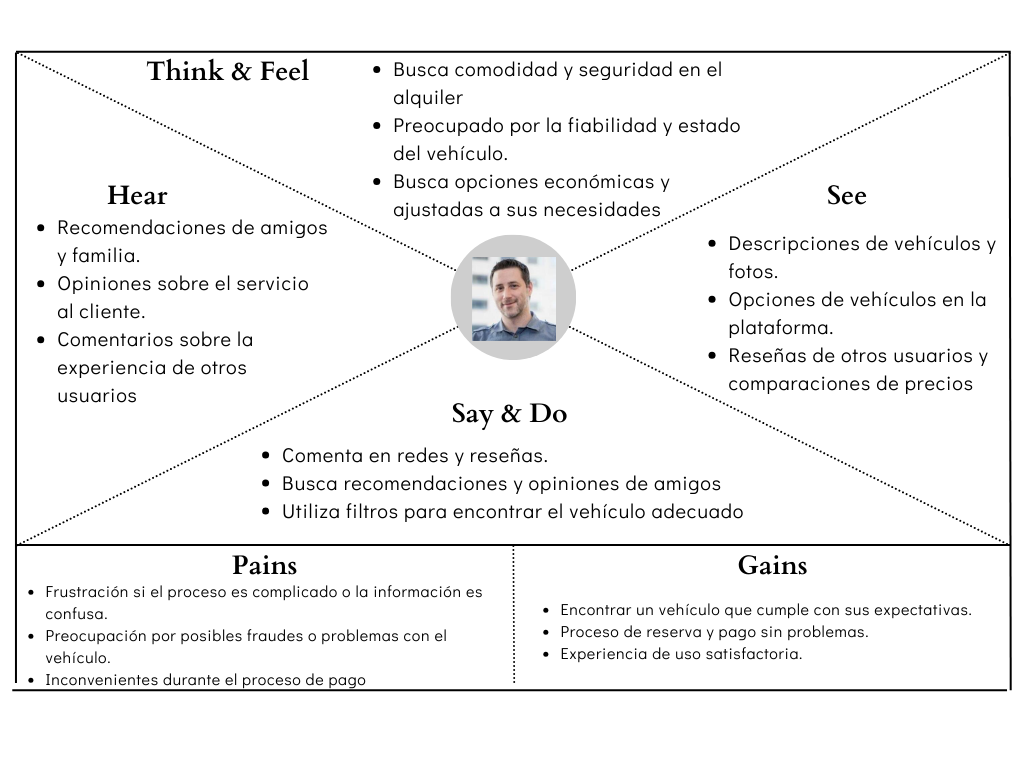 Think & Feel
• Busca comodidad y seguridad en el
alquiler
• Preocupado por la fiabilidad y estado
del vehículo.
• Busca opciones económicas y
ajustadas a sus necesidades
Hear
• Recomendaciones de amigos
y familia.
• Opiniones sobre el servicio
al cliente.
• Comentarios sobre la
experiencia de otros
usuarios
See
• Descripciones de vehículos y
fotos.
• Opciones de vehículos en la
plataforma.
• Reseñas de otros usuarios y
comparaciones de precios
Say & Do
• Comenta en redes y reseñas.
• Busca recomendaciones y opiniones de amigos
• Utiliza filtros para encontrar el vehículo adecuado
Pains
• Frustración si el proceso es complicado o la información es
confusa.
• Preocupación por posibles fraudes o problemas con el
vehículo.
• Inconvenientes durante el proceso de pago
Gains
• Encontrar un vehículo que cumple con sus expectativas.
• Proceso de reserva y pago sin problemas.
• Experiencia de uso satisfactoria.